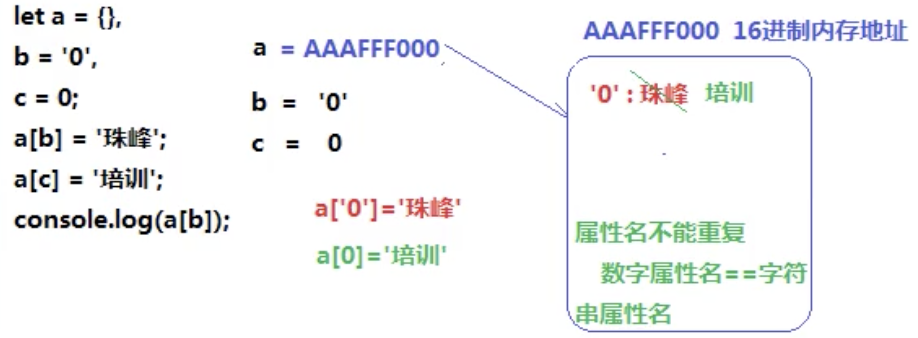 let a = {},
b = '0',
c = 0;
a[b] = '珠峰';
a[c] = '培训';
console.log(a[b]);
a = AAAFFF000
b = '0'
c = 0
a['0']='珠峰'
a[0]='培训'
AAAFFF000 16进制内存地址
'0' : 珠峰 培训
属性名不能重复
数字属性名==字符
串属性名